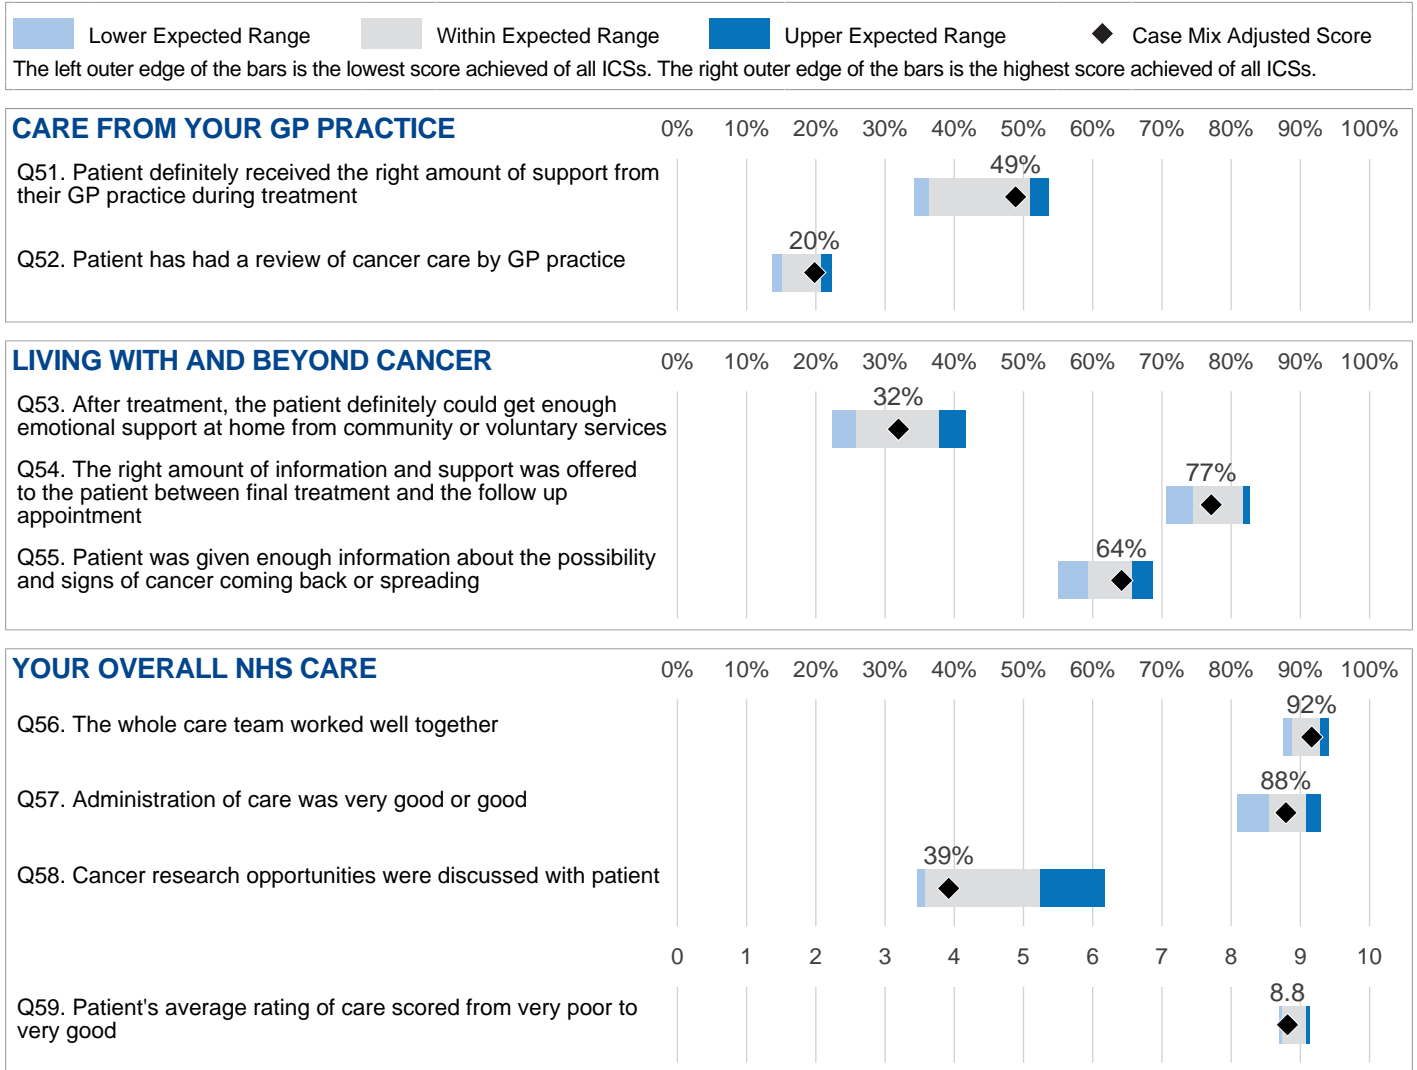 Lower Expected Range Within Expected Range Upper Expected Range Case Mix Adjusted Score
The left outer edge of the bars is the lowest score achieved of all ICSs. The right outer edge of the bars is the highest score achieved of all ICSs.
CARE FROM YOUR GP PRACTICE 0% 10% 20% 30% 40% 50% 60% 70% 80% 90% 100%
49%
Q51. Patient definitely received the right amount of support from
their GP practice during treatment
20%
Q52. Patient has had a review of cancer care by GP practice
LIVING WITH AND BEYOND CANCER 0% 10% 20% 30% 40% 50% 60% 70% 80% 90% 100%
32%
Q53. After treatment, the patient definitely could get enough
emotional support at home from community or voluntary services
Q54. The right amount of information and support was offered
77%
to the patient between final treatment and the follow up
appointment
64%
Q55. Patient was given enough information about the possibility
and signs of cancer coming back or spreading
YOUR OVERALL NHS CARE 0% 10% 20% 30% 40% 50% 60% 70% 80% 90% 100%
92%
Q56. The whole care team worked well together
88%
Q57. Administration of care was very good or good
39%
Q58. Cancer research opportunities were discussed with patient
0 1 2 3 4 5 6 7 8 9 10
8.8
Q59. Patient's average rating of care scored from very poor to
very good